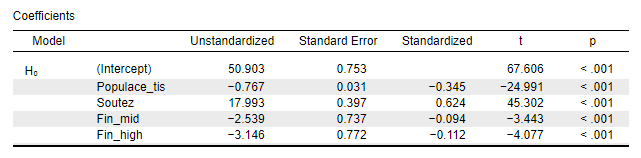 Coefficients
Model Unstandardized Standard Error Standardized t p
H₀ (Intercept) 50.903 0.753 67.606 < .001
Populace_tis −0.767 0.031 −0.345 −24.991 < .001
Soutez 17.993 0.397 0.624 45.302 < .001
Fin_mid −2.539 0.737 −0.094 −3.443 < .001
Fin_high −3.146 0.772 −0.112 −4.077 < .001